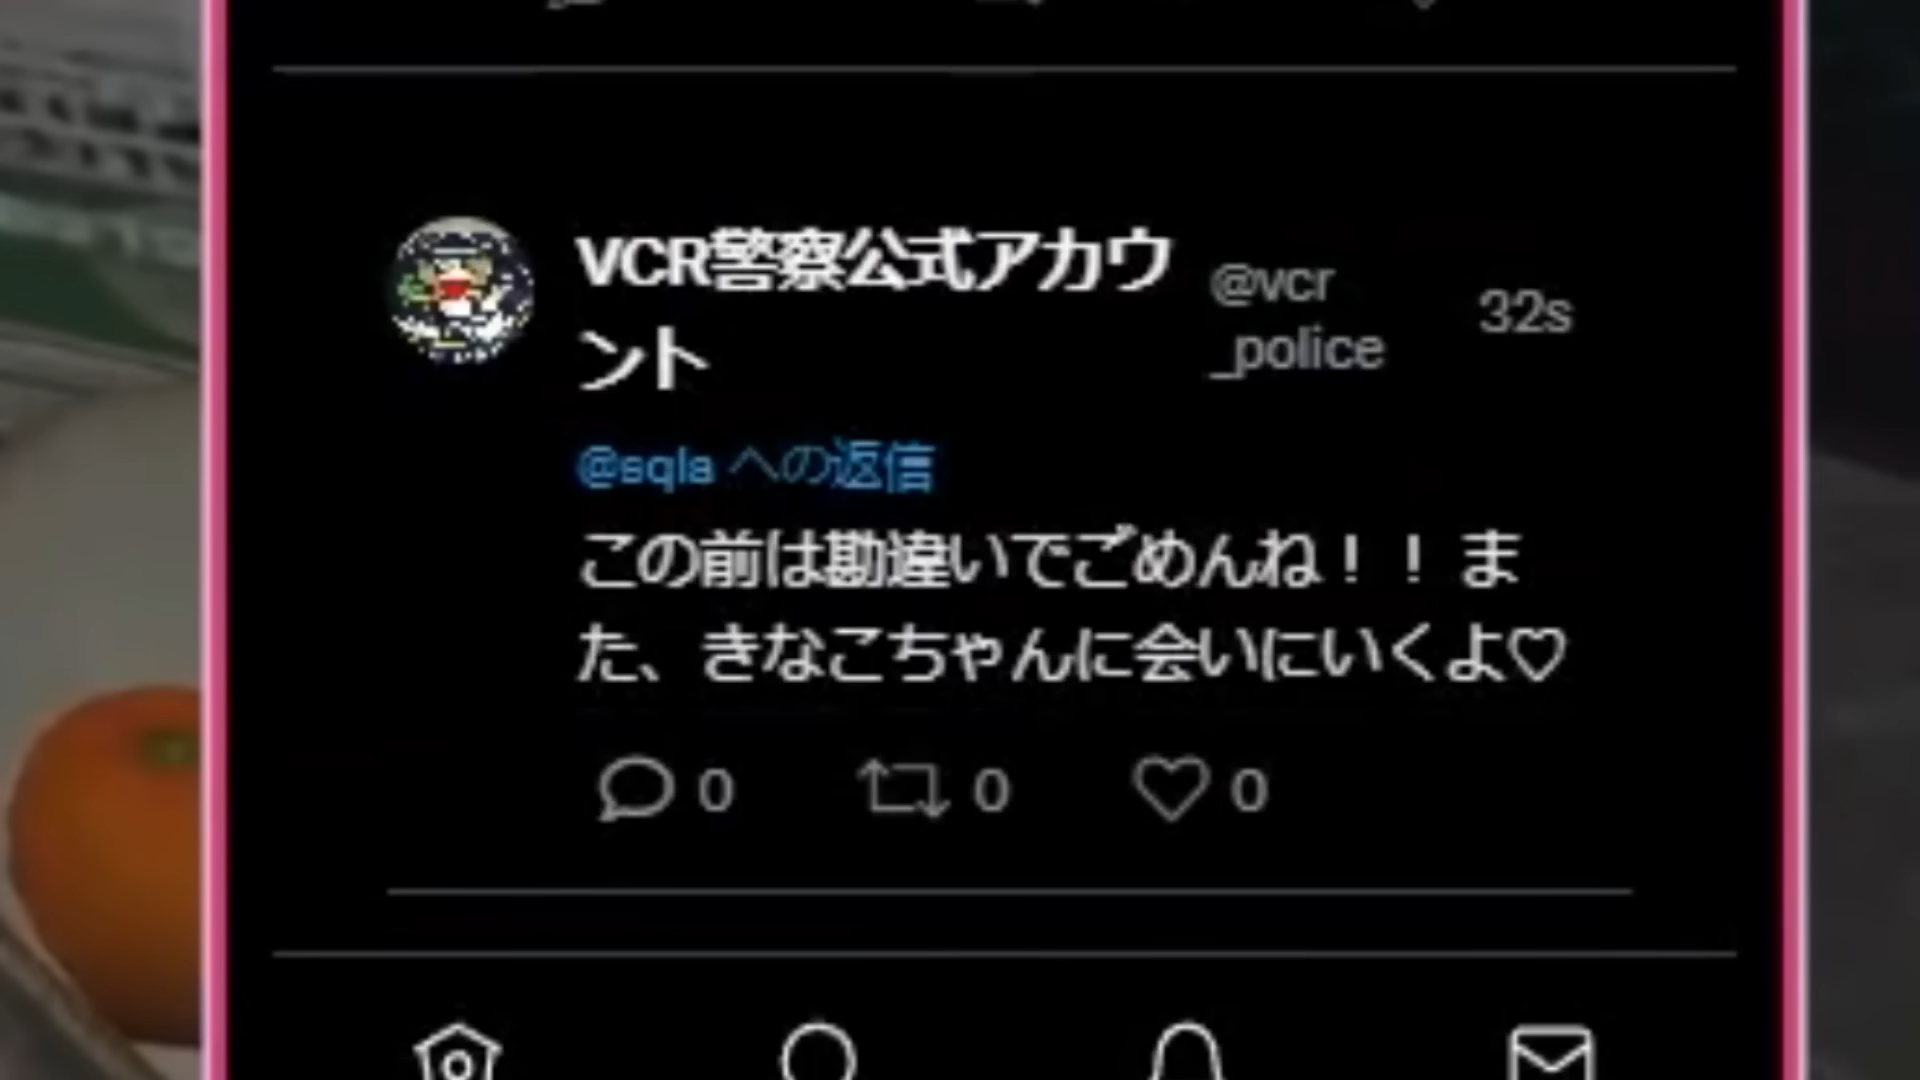 VCR警察公式アカウ
ント
@vcr
_police
32s
@sqla への返信
この前は勘違いでごめんね！！ ま
た、きなこちゃんに会いにいくよ♡
0 0 0